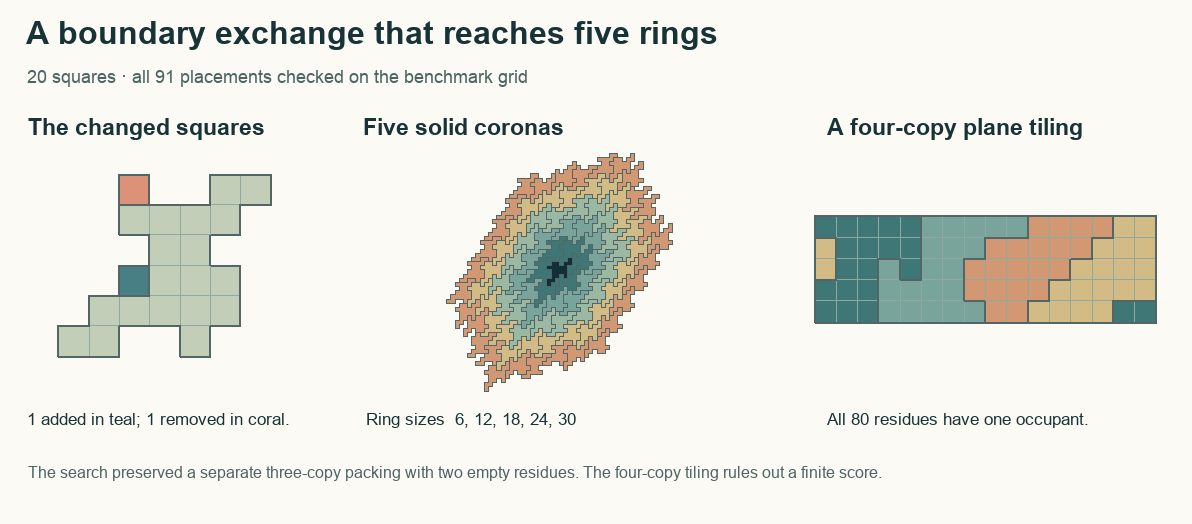 A boundary exchange that reaches five rings
20 squares · all 91 placements checked on the benchmark grid
The changed squares
Five solid coronas
A four-copy plane tiling
1 added in teal; 1 removed in coral.
Ring sizes 6, 12, 18, 24, 30
All 80 residues have one occupant.
The search preserved a separate three-copy packing with two empty residues. The four-copy tiling rules out a finite score.